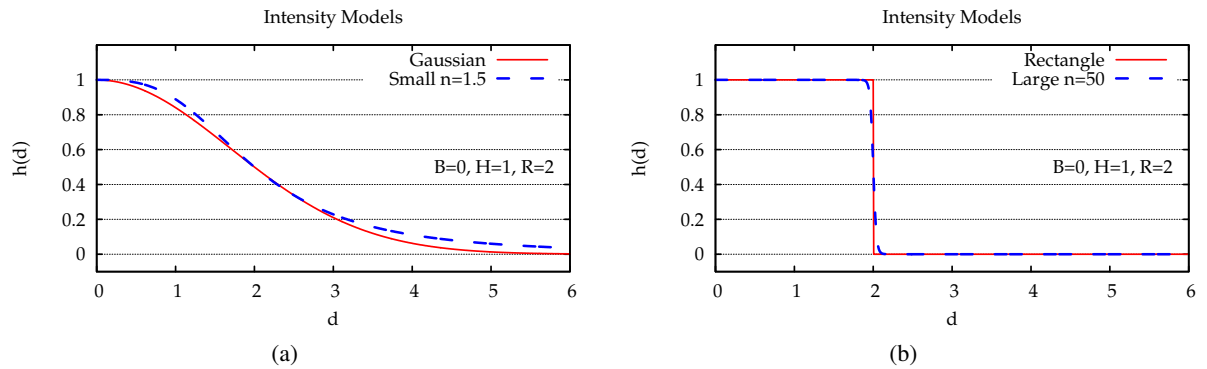 Intensity Models
Gaussian
Small n=1.5
1
0.8
0.6
0.4
0.2
0
h(d)
B=0, H=1, R=2
0 1 2 3 4 5 6
d
(a)
Intensity Models
Rectangle
Large n=50
1
0.8
0.6
0.4
0.2
0
h(d)
B=0, H=1, R=2
0 1 2 3 4 5 6
d
(b)